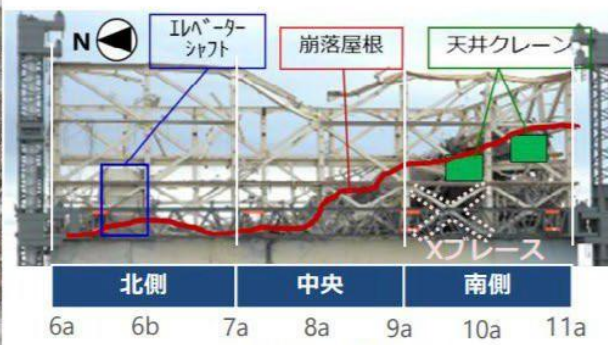 N
ｴﾚﾍﾞｰﾀｰ
ｼｬﾌﾄ
崩落屋根
天井クレーン
Xブレース
北側
中央
南側
6a
6b
7a
8a
9a
10a
11a